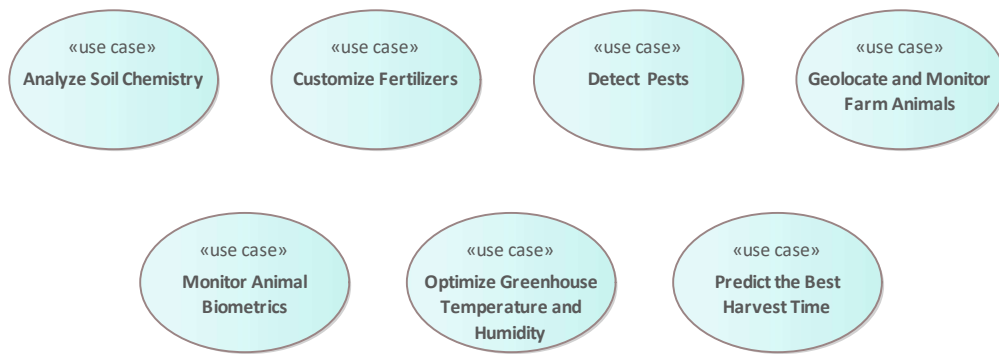 «use case»
Analyze Soil Chemistry
«use case»
Customize Fertilizers
«use case»
Detect Pests
«use case»
Geolocate and Monitor
Farm Animals
«use case»
Monitor Animal
Biometrics
«use case»
Optimize Greenhouse
Temperature and
Humidity
«use case»
Predict the Best
Harvest Time